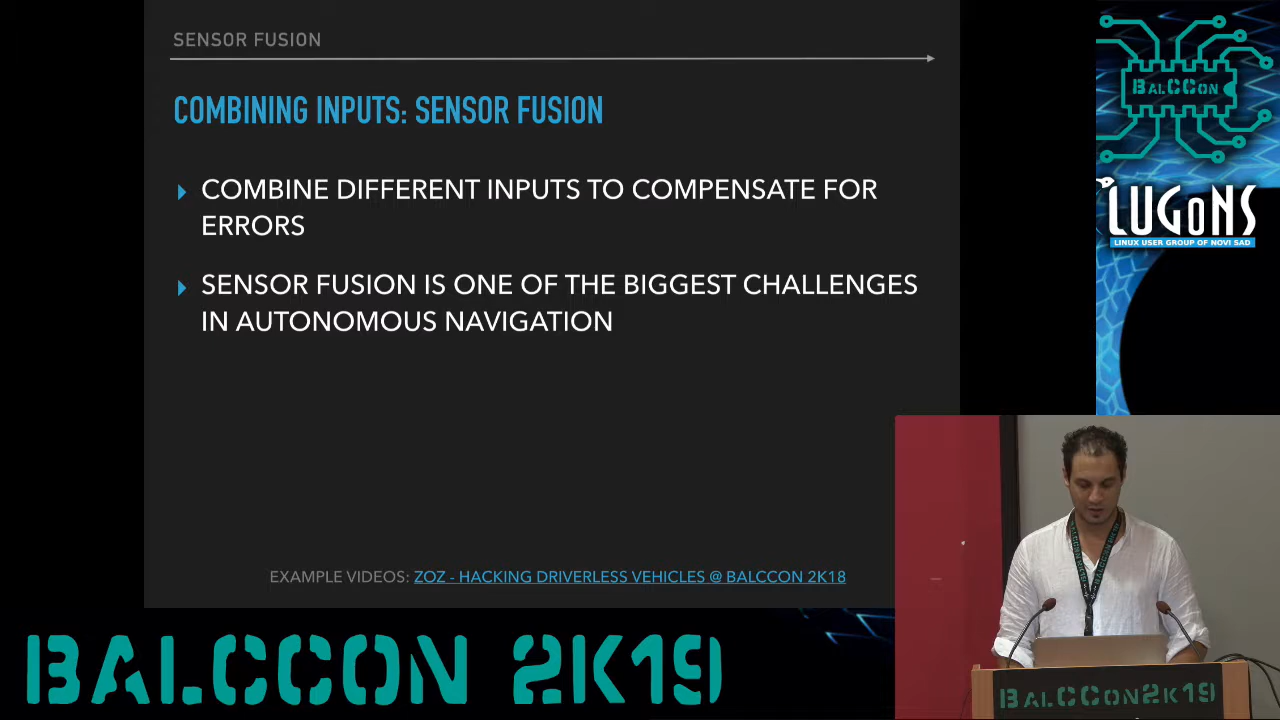 SENSOR FUSION
COMBINING INPUTS: SENSOR FUSION
COMBINE DIFFERENT INPUTS TO COMPENSATE FOR
ERRORS
SENSOR FUSION IS ONE OF THE BIGGEST CHALLENGES
IN AUTONOMOUS NAVIGATION
EXAMPLE VIDEOS: ZOZ - HACKING DRIVERLESS VEHICLES @ BALCCON 2K18
BALCCON
LUGONS
LINUX USER GROUP OF NOVI SAD
BALCCON 2K19
BALCCON2K19